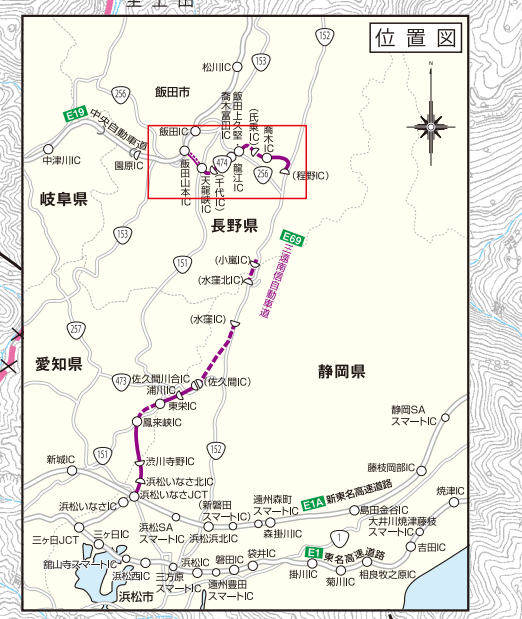 位置図
N
152
153
256
松川IC
飯田市
E19
中央自動車道
飯田IC
喬木富田IC
飯田上久堅
(氏乗IC)
喬木IC
中津川IC
園原IC
474
256
(程野IC)
飯田山本IC
天龍峡IC
(千代IC)
龍江IC
岐阜県
長野県
153
151
E69
三遠南信自動車道
(小嵐IC)
(水窪北IC)
(水窪IC)
257
愛知県
静岡県
473
佐久間川合IC
(佐久間IC)
浦川IC
東栄IC
鳳来峡IC
静岡SA
スマートIC
151
152
新城IC
渋川寺野IC
藤枝岡部IC
浜松いなさ北IC
浜松いなさJCT
浜松いなさIC
(新磐田
スマートIC)
遠州森町
スマートIC
E1A
新東名高速道路
焼津IC
浜松SA
スマートIC
浜松浜北IC
森掛川IC
島田金谷IC
大井川焼津藤枝
スマートIC
三ヶ日JCT
三ヶ日IC
1
吉田IC
舘山寺スマートIC
浜松IC
磐田IC
袋井IC
E1
東名高速道路
浜松西IC
三方原
スマートIC
遠州豊田
スマートIC
掛川IC
菊川IC
相良牧之原IC
浜松市